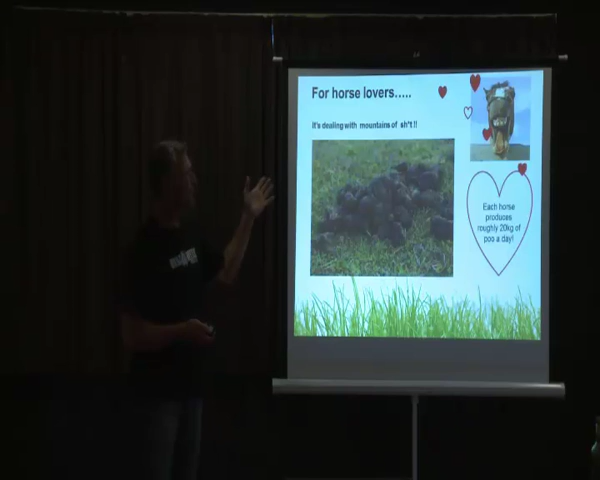 For horse lovers.....
It's dealing with mountains of sh*t !!
Each horse
produces
roughly 20kg of
poo a day!